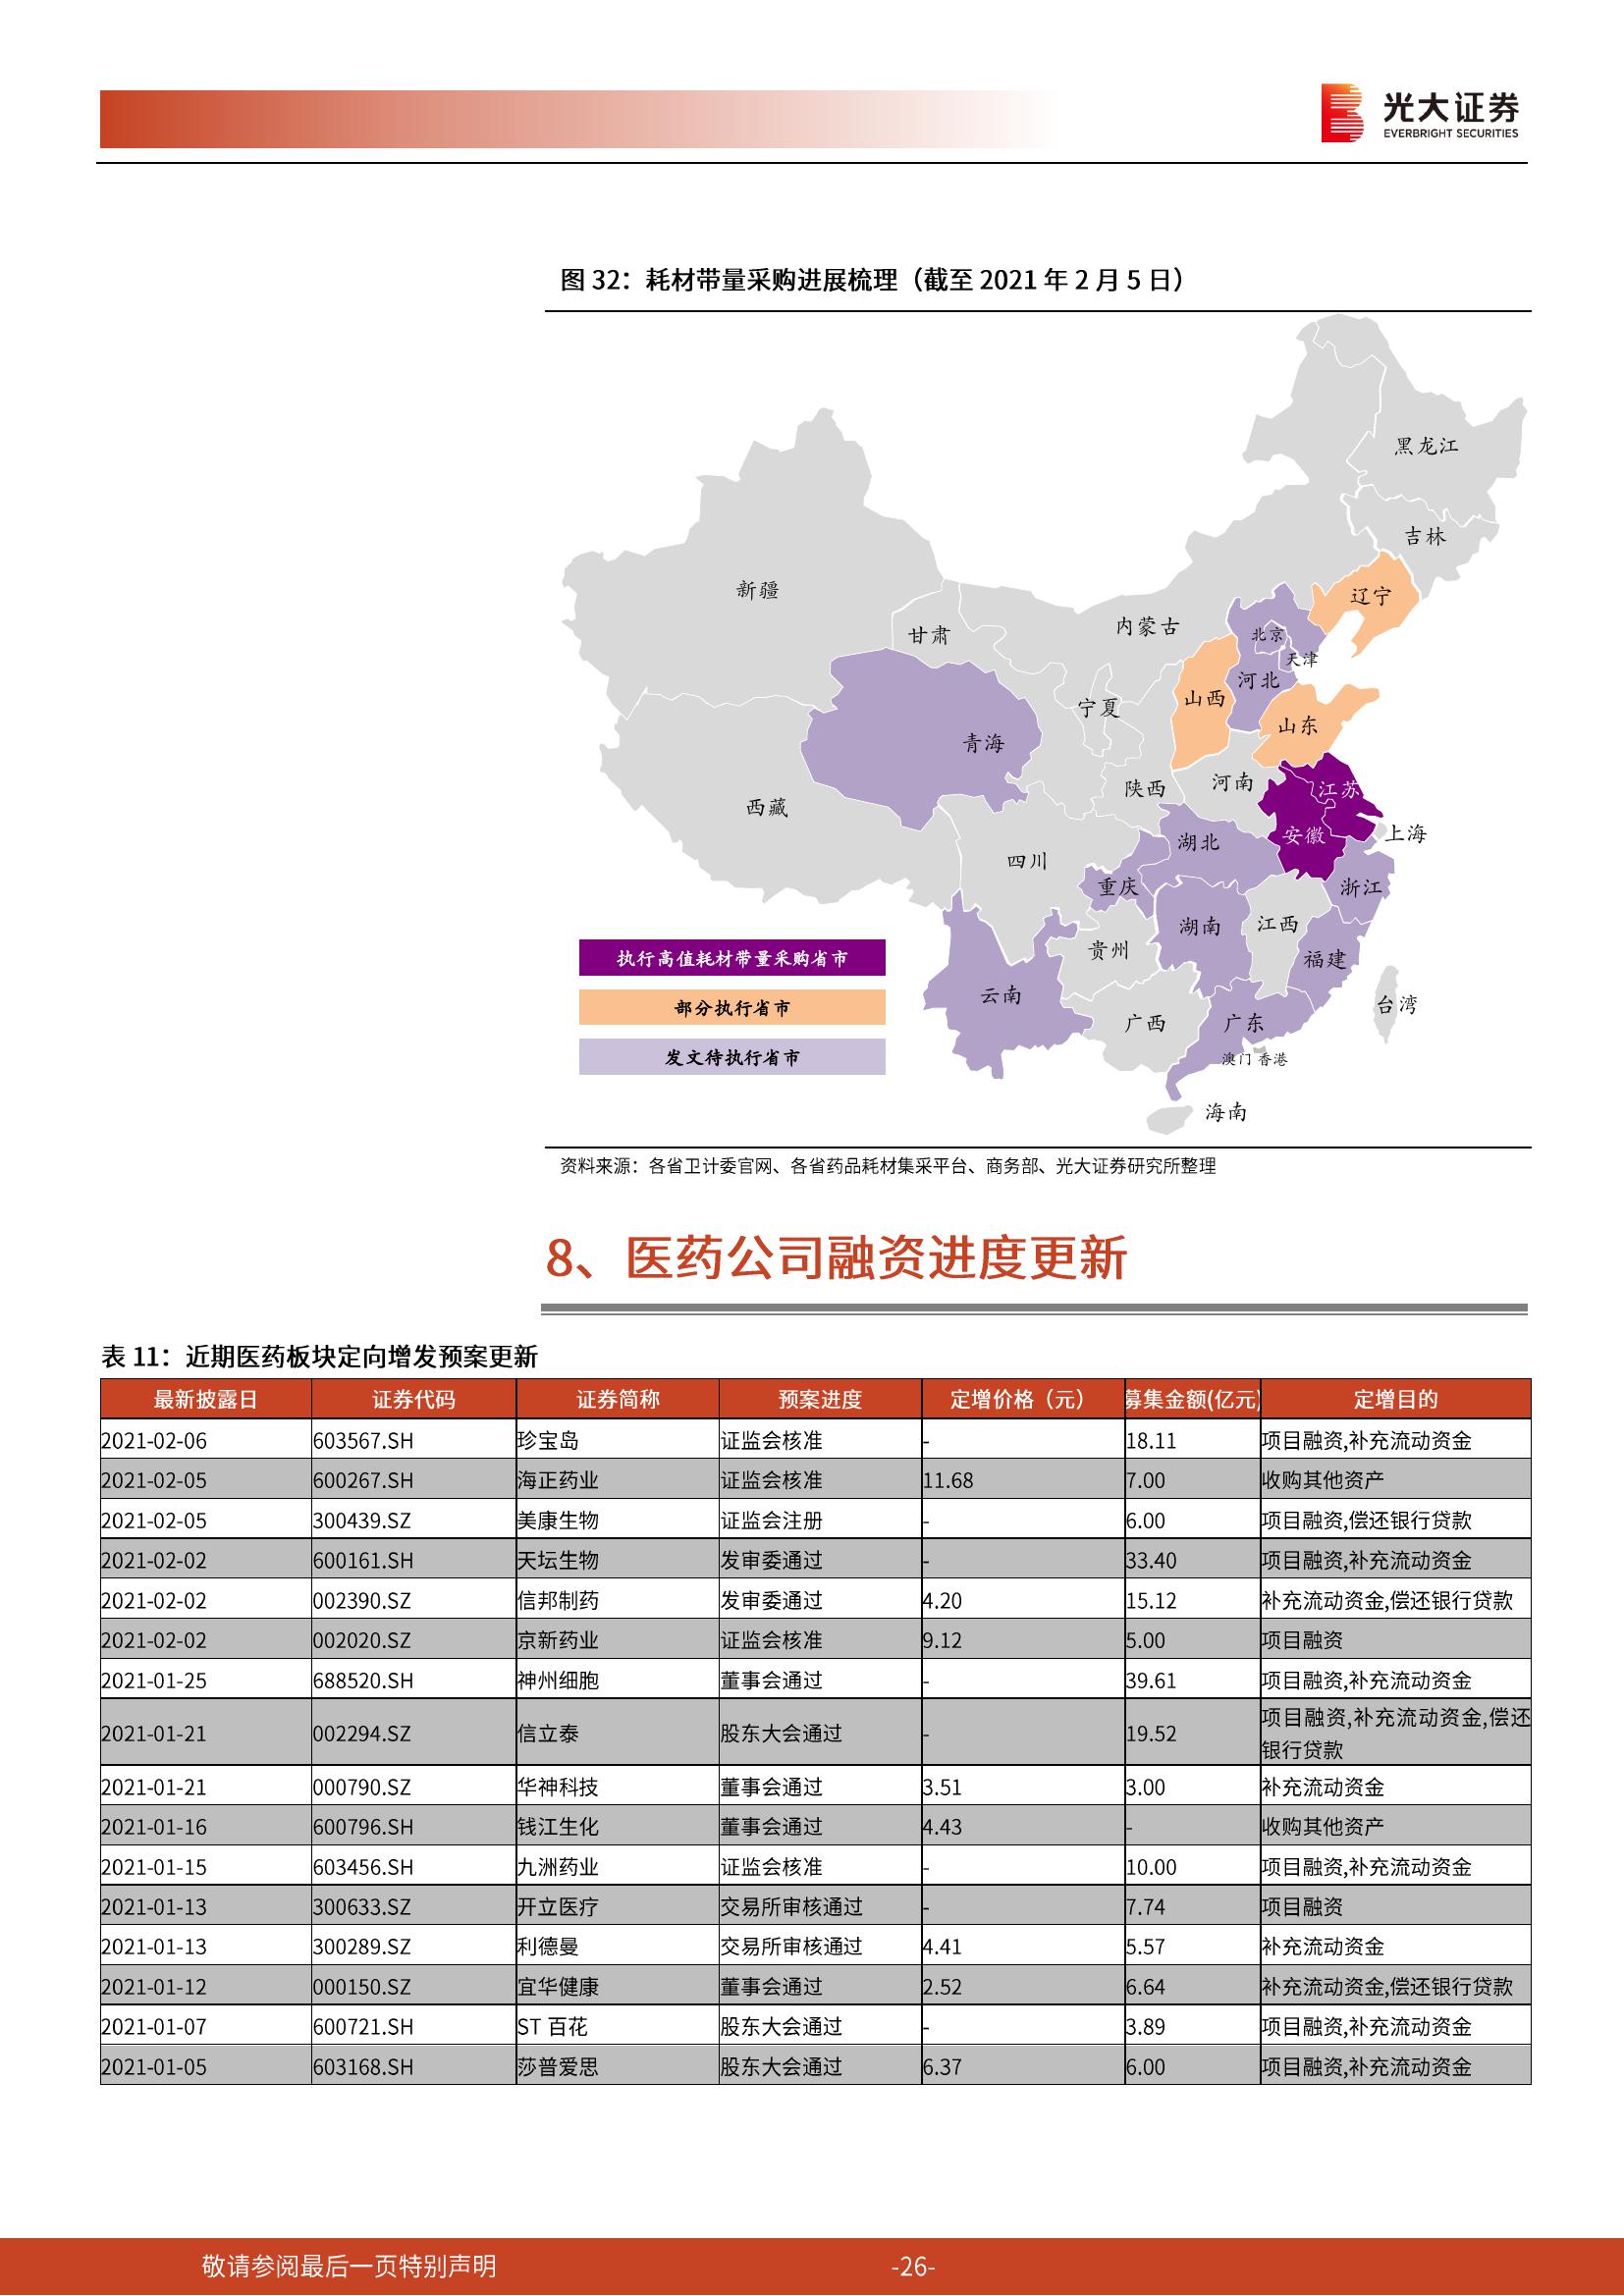 光大证券
EVERBRIGHT SECURITIES
图 32：耗材带量采购进展梳理（截至 2021 年 2 月 5 日）
黑龙江
吉林
辽宁
新疆
甘肃
内蒙古
北京
天津
河北
山西
宁夏
山东
青海
陕西
河南
江苏
西藏
安徽
上海
湖北
四川
重庆
浙江
湖南
江西
贵州
福建
执行高值耗材带量采购省市
云南
台湾
部分执行省市
广西
广东
发文待执行省市
澳门 香港
海南
资料来源：各省卫计委官网、各省药品耗材集采平台、商务部、光大证券研究所整理
8、医药公司融资进度更新
表 11：近期医药板块定向增发预案更新
最新披露日 证券代码 证券简称 预案进度 定增价格（元） 募集金额(亿元) 定增目的
2021-02-06 603567.SH 珍宝岛 证监会核准 - 18.11 项目融资,补充流动资金
2021-02-05 600267.SH 海正药业 证监会核准 11.68 7.00 收购其他资产
2021-02-05 300439.SZ 美康生物 证监会注册 - 6.00 项目融资,偿还银行贷款
2021-02-02 600161.SH 天坛生物 发审委通过 - 33.40 项目融资,补充流动资金
2021-02-02 002390.SZ 信邦制药 发审委通过 4.20 15.12 补充流动资金,偿还银行贷款
2021-02-02 002020.SZ 京新药业 证监会核准 9.12 5.00 项目融资
2021-01-25 688520.SH 神州细胞 董事会通过 - 39.61 项目融资,补充流动资金
2021-01-21 002294.SZ 信立泰 股东大会通过 - 19.52 项目融资,补充流动资金,偿还
银行贷款
2021-01-21 000790.SZ 华神科技 董事会通过 3.51 3.00 补充流动资金
2021-01-16 600796.SH 钱江生化 董事会通过 4.43 - 收购其他资产
2021-01-15 603456.SH 九洲药业 证监会核准 - 10.00 项目融资,补充流动资金
2021-01-13 300633.SZ 开立医疗 交易所审核通过 - 7.74 项目融资
2021-01-13 300289.SZ 利德曼 交易所审核通过 4.41 5.57 补充流动资金
2021-01-12 000150.SZ 宜华健康 董事会通过 2.52 6.64 补充流动资金,偿还银行贷款
2021-01-07 600721.SH ST 百花 股东大会通过 - 3.89 项目融资,补充流动资金
2021-01-05 603168.SH 莎普爱思 股东大会通过 6.37 6.00 项目融资,补充流动资金
敬请参阅最后一页特别声明 -26-